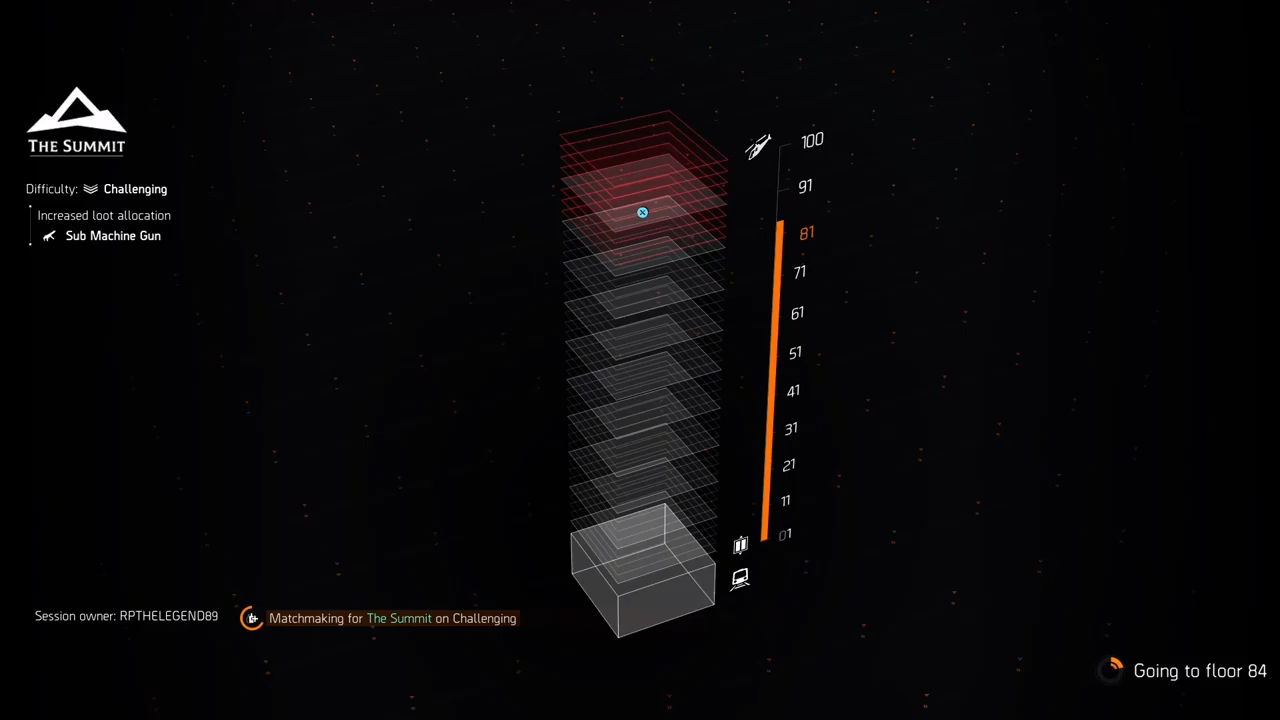 THE SUMMIT
Difficulty: Challenging
Increased loot allocation
Sub Machine Gun
100
91
81
71
61
51
41
31
21
11
01
Session owner: RPTHELEGEND89
Matchmaking for The Summit on Challenging
Going to floor 84